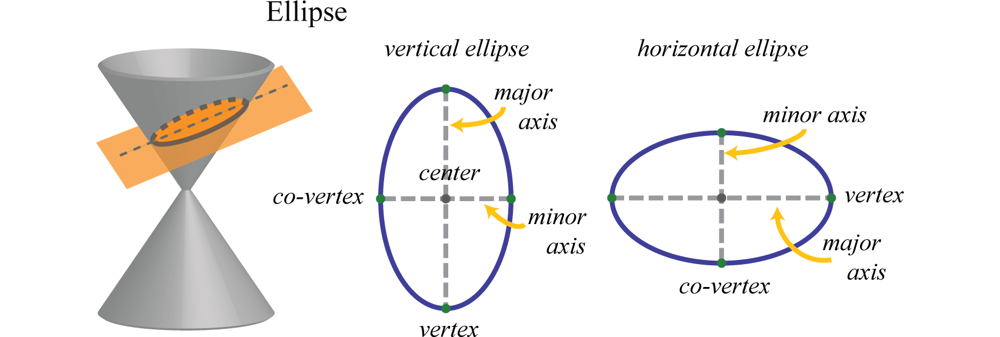 Ellipse
vertical ellipse
major
axis
center
co-vertex
minor
axis
vertex
horizontal ellipse
minor axis
vertex
major
axis
co-vertex